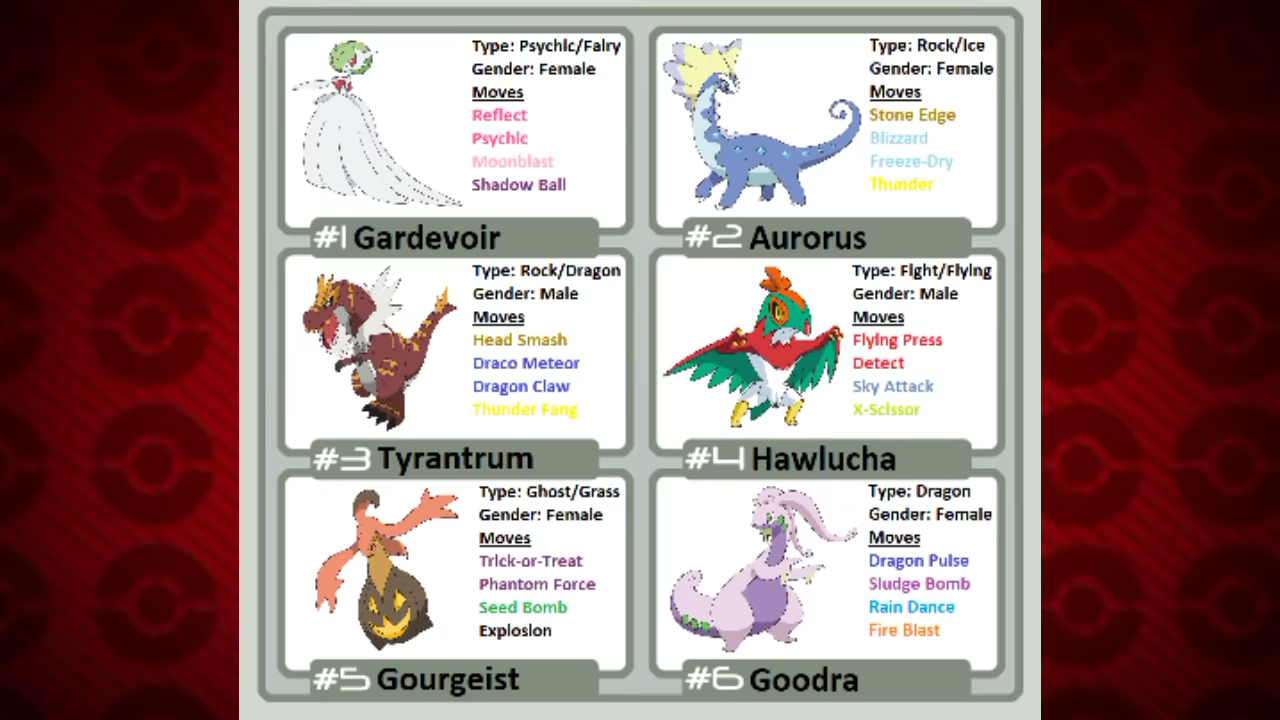 Type: Psychic/Fairy
Gender: Female
Moves
Reflect
Psychic
Moonblast
Shadow Ball
#1 Gardevoir
Type: Rock/Ice
Gender: Female
Moves
Stone Edge
Blizzard
Freeze-Dry
Thunder
#2 Aurorus
Type: Rock/Dragon
Gender: Male
Moves
Head Smash
Draco Meteor
Dragon Claw
Thunder Fang
#3 Tyrantrum
Type: Fight/Flying
Gender: Male
Moves
Flying Press
Detect
Sky Attack
X-Scissor
#4 Hawlucha
Type: Ghost/Grass
Gender: Female
Moves
Trick-or-Treat
Phantom Force
Seed Bomb
Explosion
#5 Gourgeist
Type: Dragon
Gender: Female
Moves
Dragon Pulse
Sludge Bomb
Rain Dance
Fire Blast
#6 Goodra